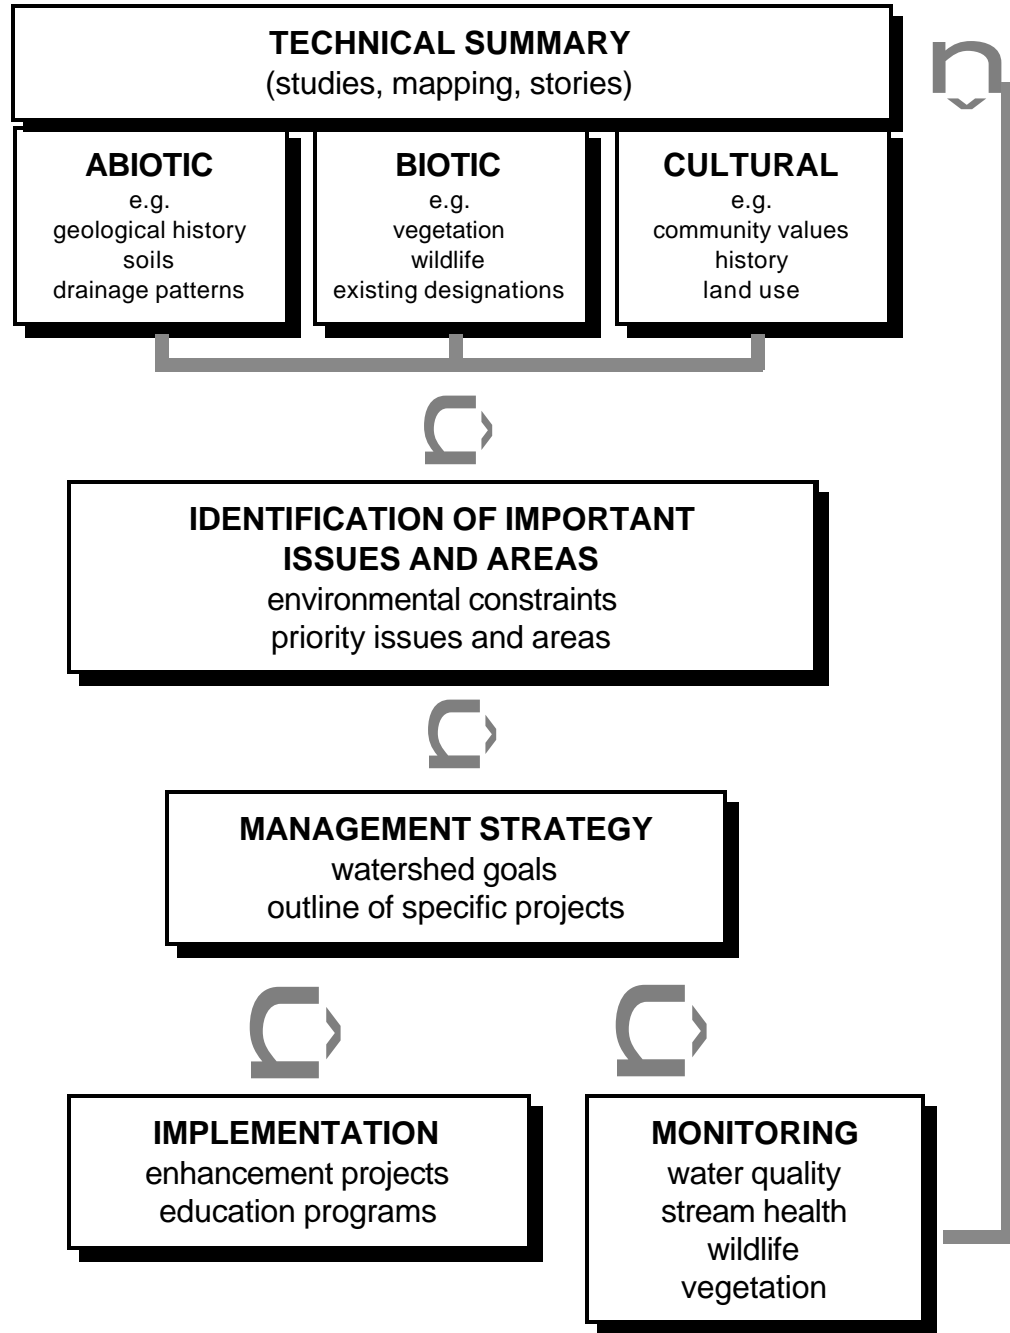 TECHNICAL SUMMARY
(studies, mapping, stories)
ABIOTIC
e.g.
geological history
soils
drainage patterns
BIOTIC
e.g.
vegetation
wildlife
existing designations
CULTURAL
e.g.
community values
history
land use
IDENTIFICATION OF IMPORTANT
ISSUES AND AREAS
environmental constraints
priority issues and areas
MANAGEMENT STRATEGY
watershed goals
outline of specific projects
IMPLEMENTATION
enhancement projects
education programs
MONITORING
water quality
stream health
wildlife
vegetation